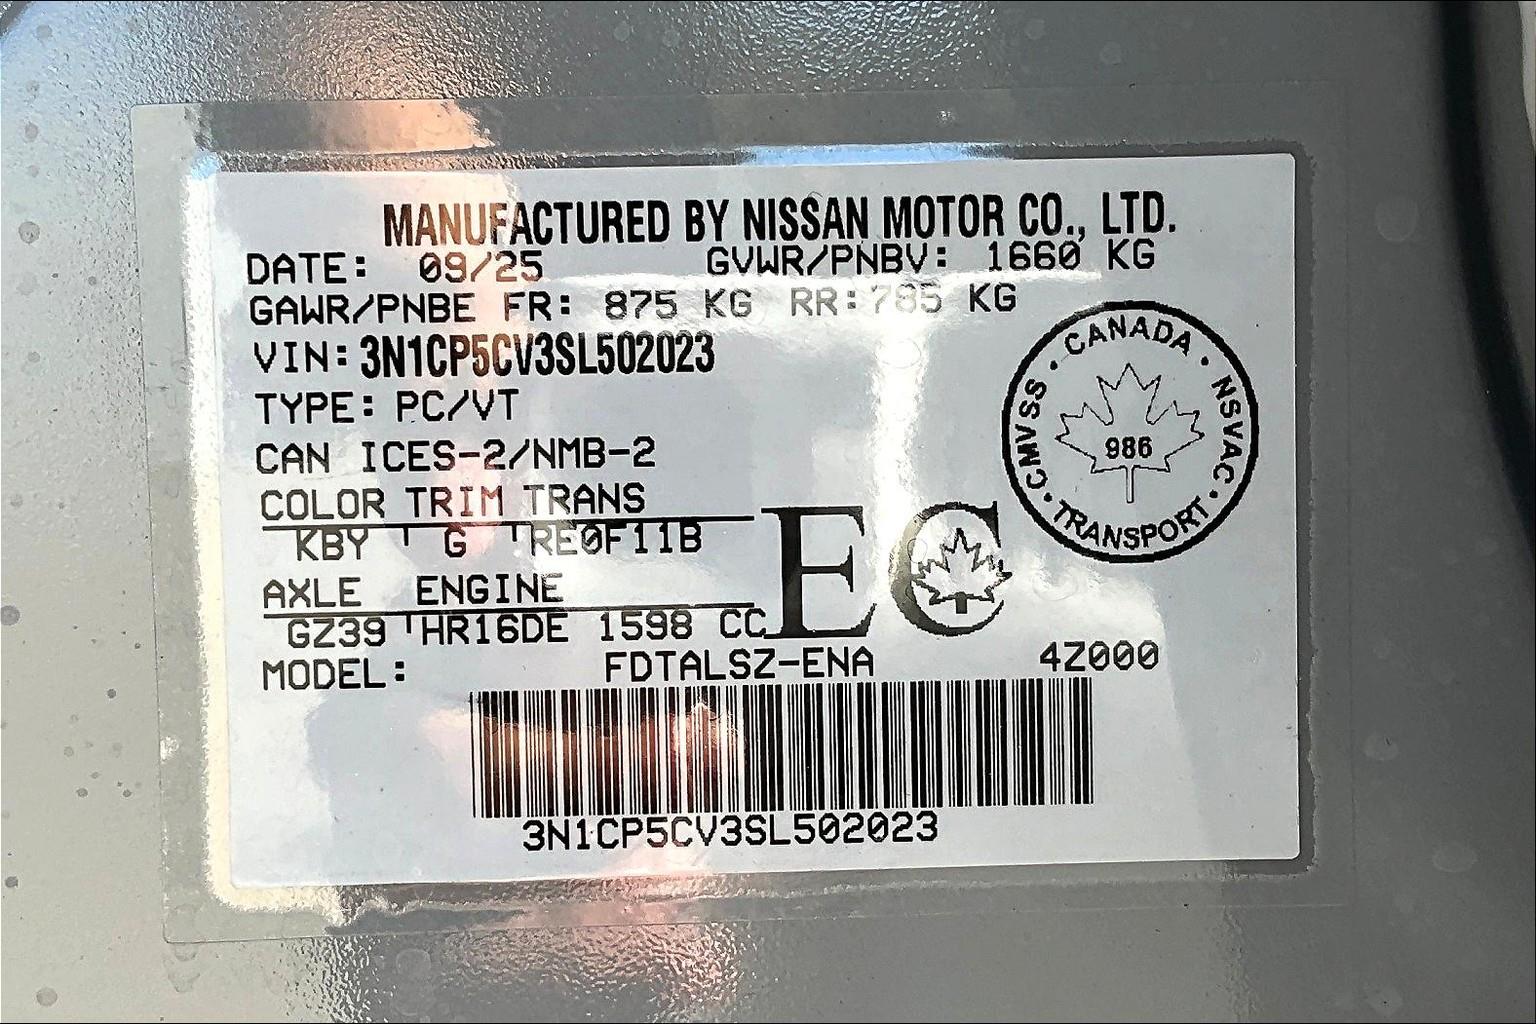 MANUFACTURED BY NISSAN MOTOR CO., LTD.
DATE: 09/25 GVWR/PNBV: 1660 KG
GAWR/PNBE FR: 875 KG RR: 785 KG
VIN: 3N1CP5CV3SL502023
TYPE: PC/VT
CAN ICES-2/NMB-2
COLOR TRIM TRANS
KBY G RE0F11B
AXLE ENGINE
GZ39 HR16DE 1598 CC
EC
MODEL: FDTALSZ-ENA 4Z000
3N1CP5CV3SL502023
CANADA · NSVAC · TRANSPORT · CMVSS ·
986